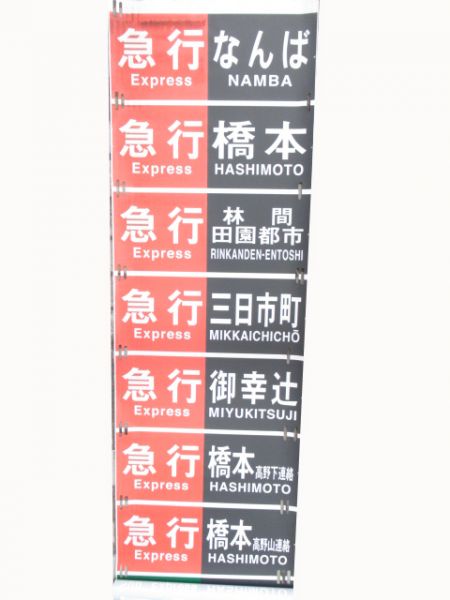 急行 なんば
Express NAMBA
急行 橋本
Express HASHIMOTO
急行 林間
田園都市
Express RINKANDEN-ENTOSHI
急行 三日市町
Express MIKKAICHICHŌ
急行 御幸辻
Express MIYUKITSUJI
急行 橋本 高野下連絡
Express HASHIMOTO
急行 橋本 高野山連絡
Express HASHIMOTO